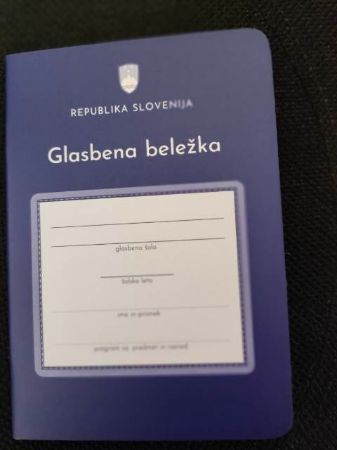 REPUBLIKA SLOVENIJA
Glasbena beležka
glasbena šola
šolsko leto
ime in priimek
program oz. predmet in razred